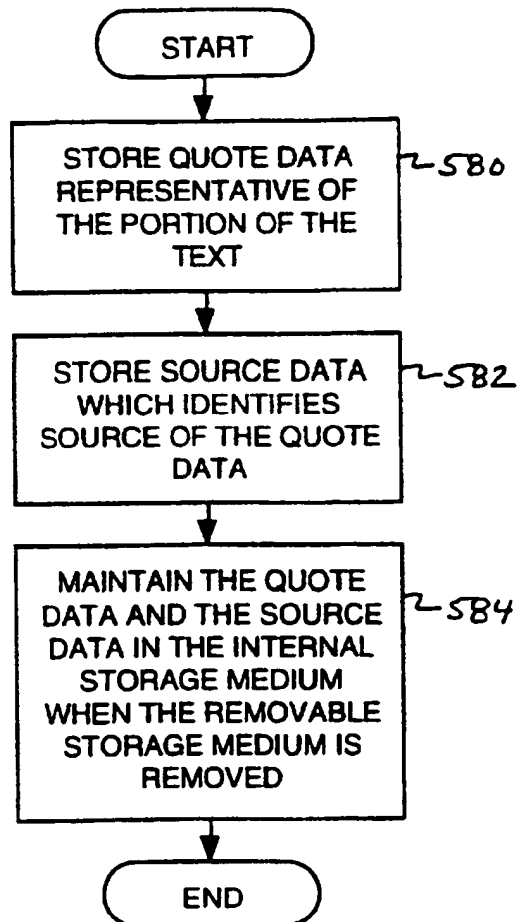 START
STORE QUOTE DATA
REPRESENTATIVE OF
THE PORTION OF THE
TEXT
580
STORE SOURCE DATA
WHICH IDENTIFIES
SOURCE OF THE QUOTE
DATA
582
MAINTAIN THE QUOTE
DATA AND THE SOURCE
DATA IN THE INTERNAL
STORAGE MEDIUM
WHEN THE REMOVABLE
STORAGE MEDIUM IS
REMOVED
584
END